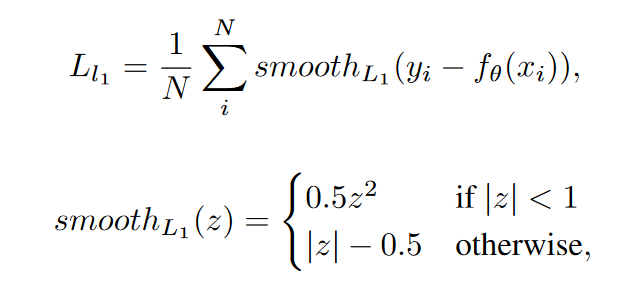 L_{l_1} = \frac{1}{N} \sum_{i}^{N} smooth_{L_1}(y_i - f_\theta(x_i)),
smooth_{L_1}(z) = \begin{cases} 0.5z^2 & \text{if } |z| < 1 \\ |z| - 0.5 & \text{otherwise,} \end{cases}